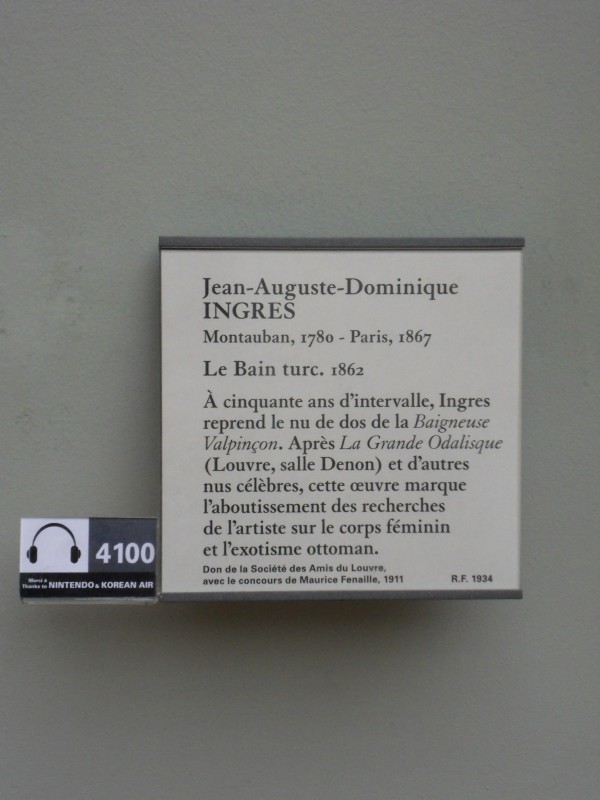 Jean-Auguste-Dominique
INGRES
Montauban, 1780 - Paris, 1867
Le Bain turc. 1862
À cinquante ans d'intervalle, Ingres
reprend le nu de dos de la Baigneuse
Valpinçon. Après La Grande Odalisque
(Louvre, salle Denon) et d'autres
nus célèbres, cette œuvre marque
l'aboutissement des recherches
de l'artiste sur le corps féminin
et l'exotisme ottoman.
Don de la Société des Amis du Louvre,
avec le concours de Maurice Fenaille, 1911 R.F. 1934
4100
Merci à
Thanks to NINTENDO & KOREAN AIR